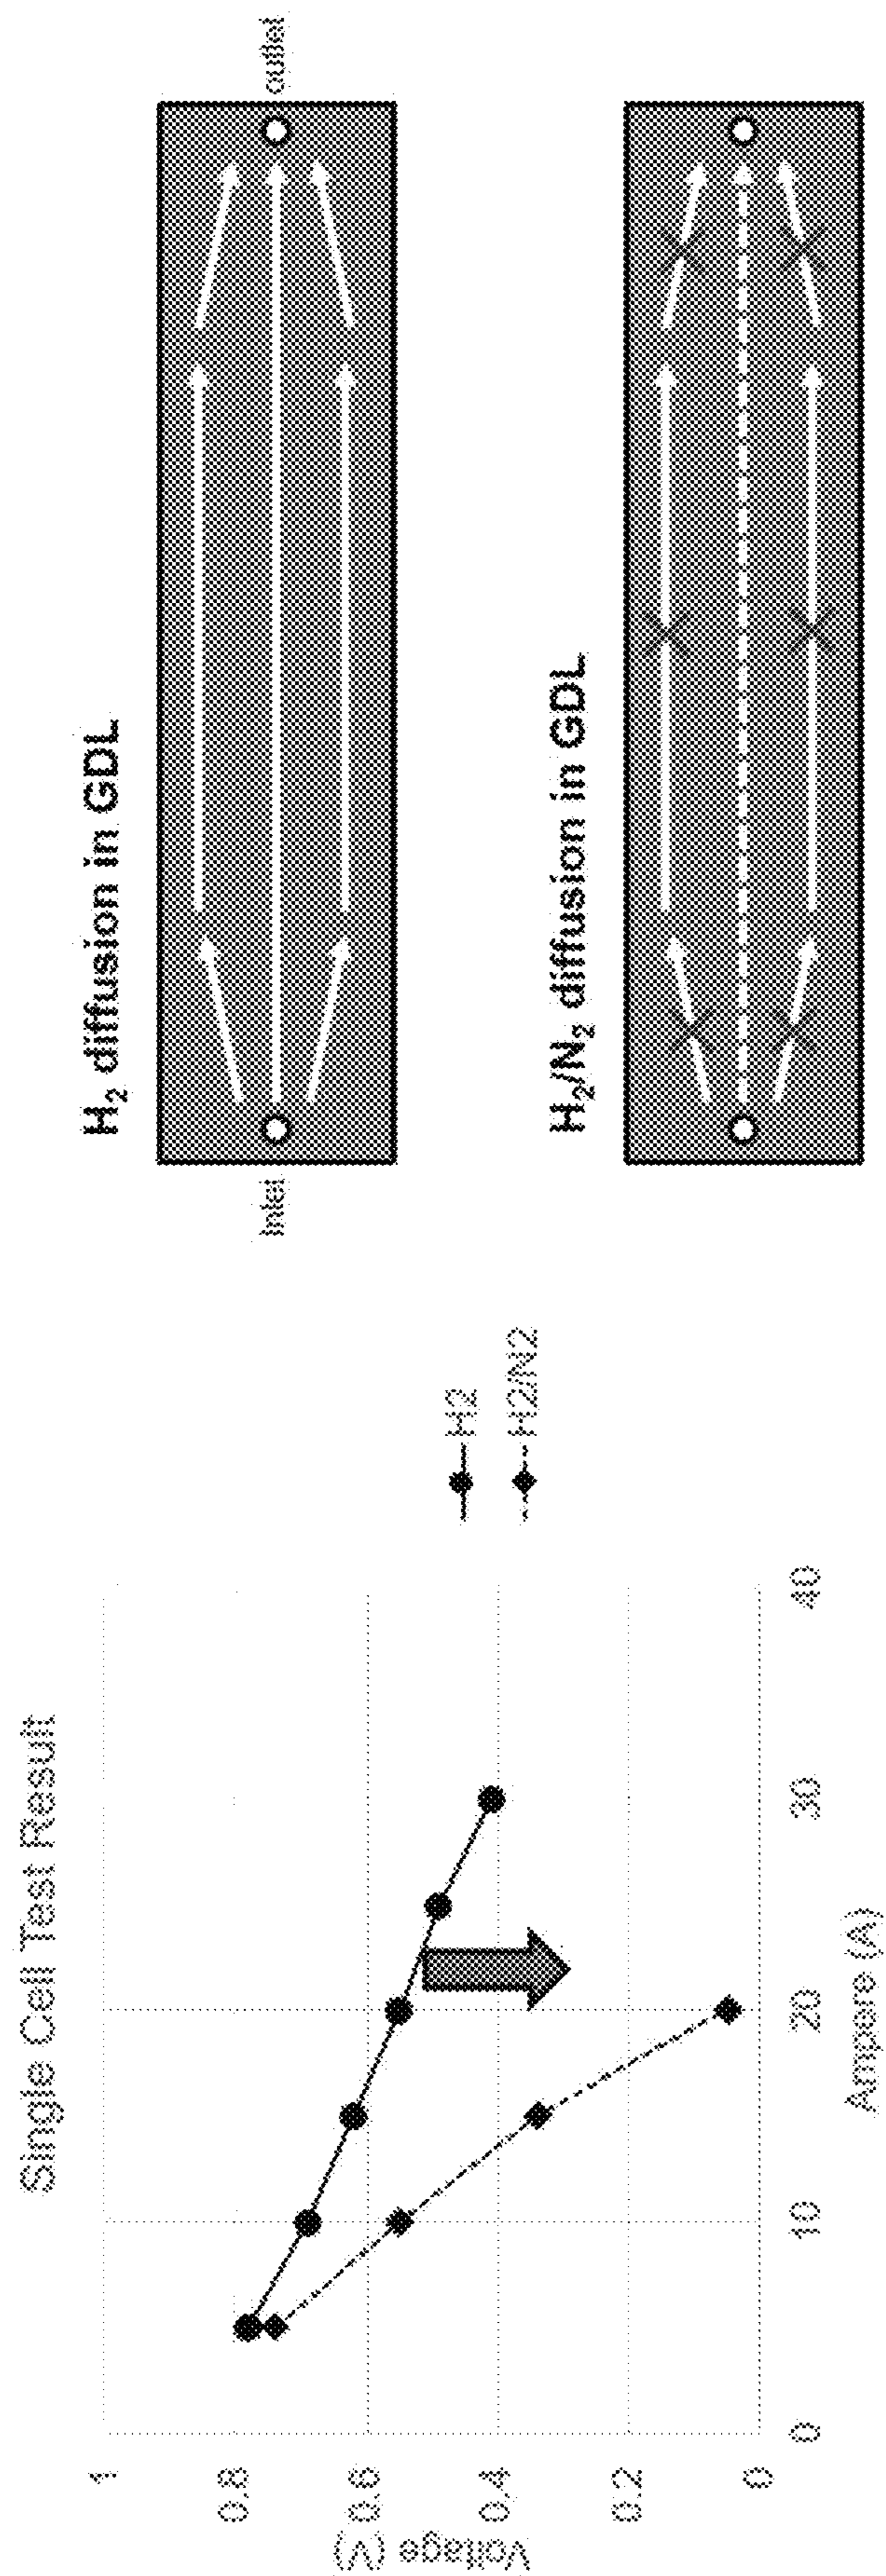 Single Cell Test Result
Voltage (V)
1
0.8
0.6
0.4
0.2
0
0
10
20
30
40
Ampere (A)
H2
H2/N2
H₂ diffusion in GDL
Inlet
outlet
H₂/N₂ diffusion in GDL